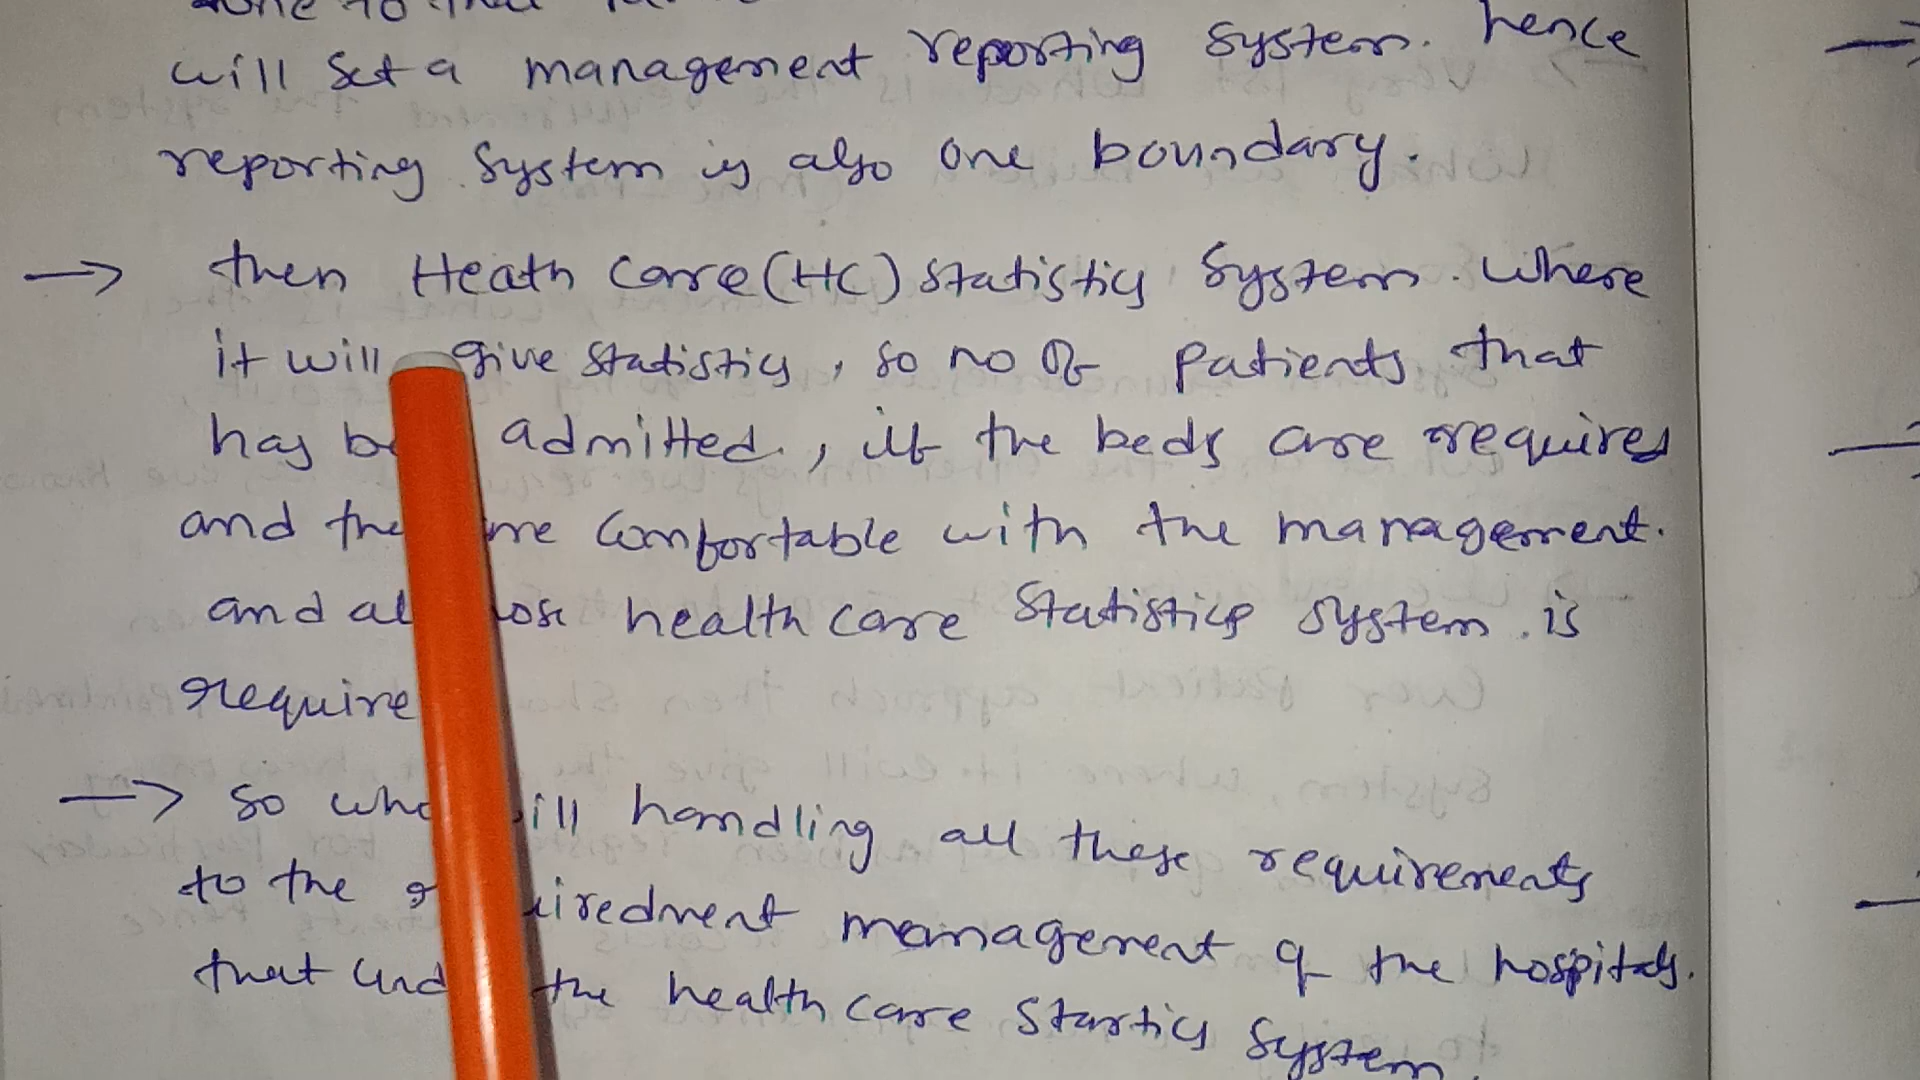 will set a management reporting system. hence
reporting system is also one boundary.
→ then Heath care (HC) statistics system. where
it will give statistics, so no of patients that
has be admitted, if the beds are requires
and the comfortable with the management.
and al health care statistics system. is
require
→ so ill handling all these requirements
to the iredment management of the hospitals.
that und the health care startics system.